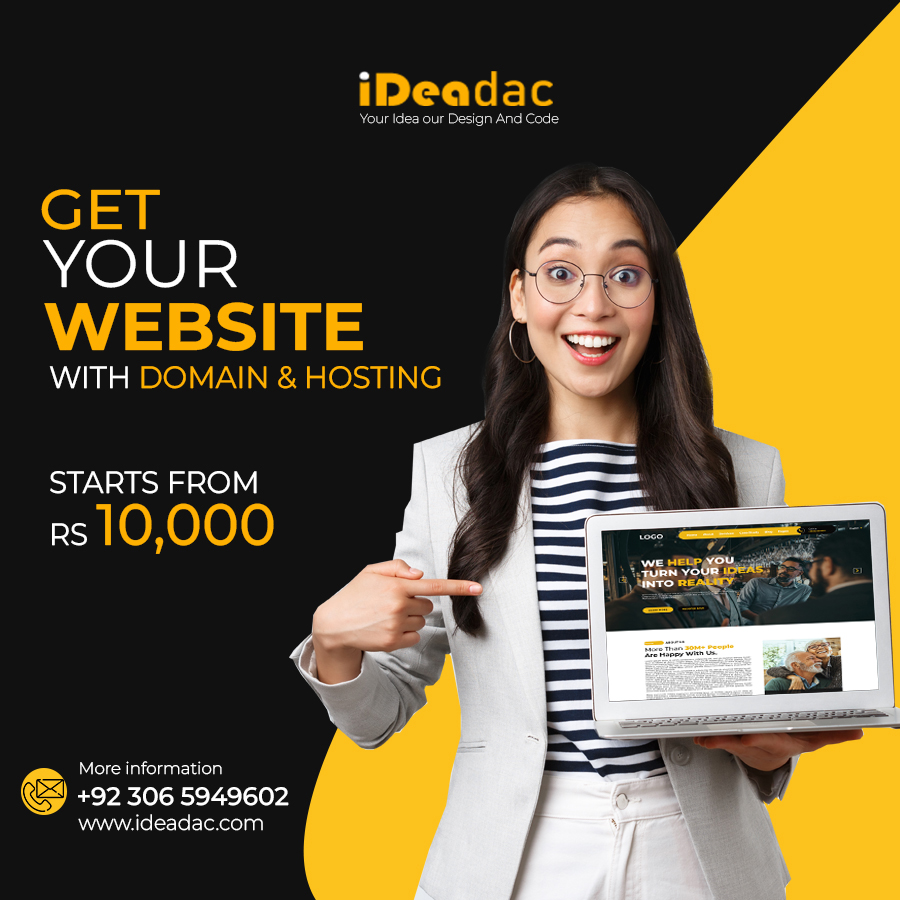 iDeadac
Your Idea our Design And Code
GET
YOUR
WEBSITE
WITH DOMAIN & HOSTING
STARTS FROM
RS 10,000
LOGO
WE HELP YOU
TURN YOUR IDEAS
INTO REALITY
More Than 30M+ People
Are Happy With Us.
More information
+92 306 5949602
www.ideadac.com